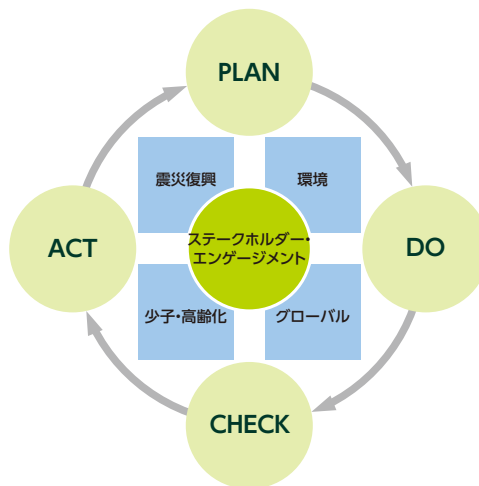 PLAN
震災復興
環境
ACT
ステークホルダー・
エンゲージメント
DO
少子・高齢化
グローバル
CHECK